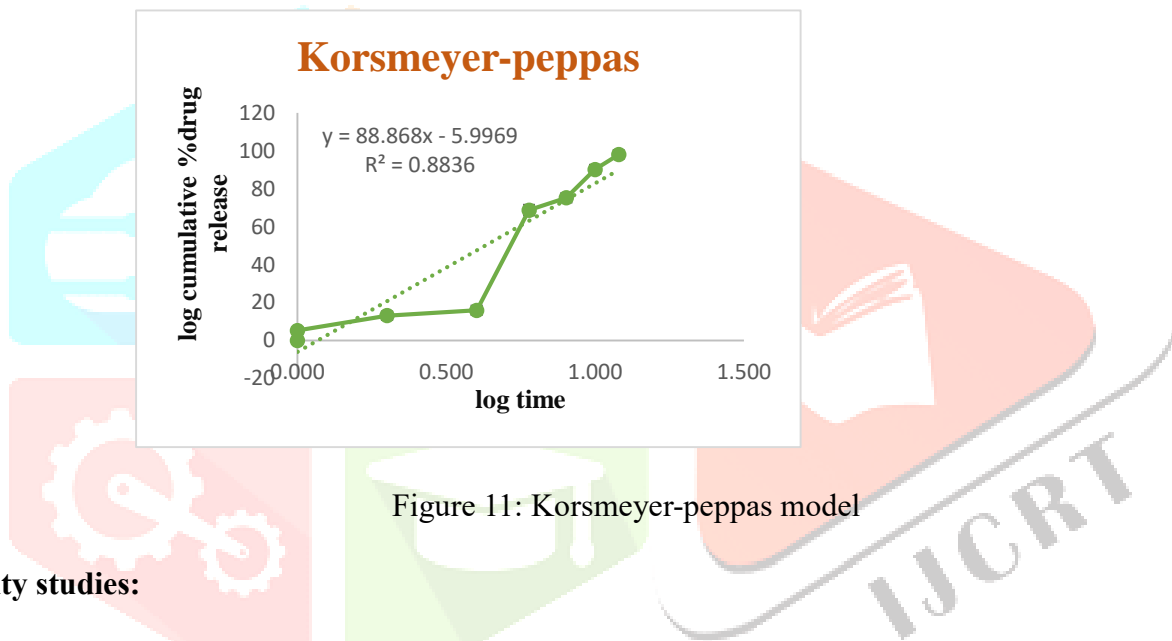 Korsmeyer-peppas
log cumulative %drug
release
120
100
80
60
40
20
0
-20
y = 88.868x - 5.9969
R² = 0.8836
0.000 0.500 1.000 1.500
log time
Figure 11: Korsmeyer-peppas model
ty studies:
IJCRT